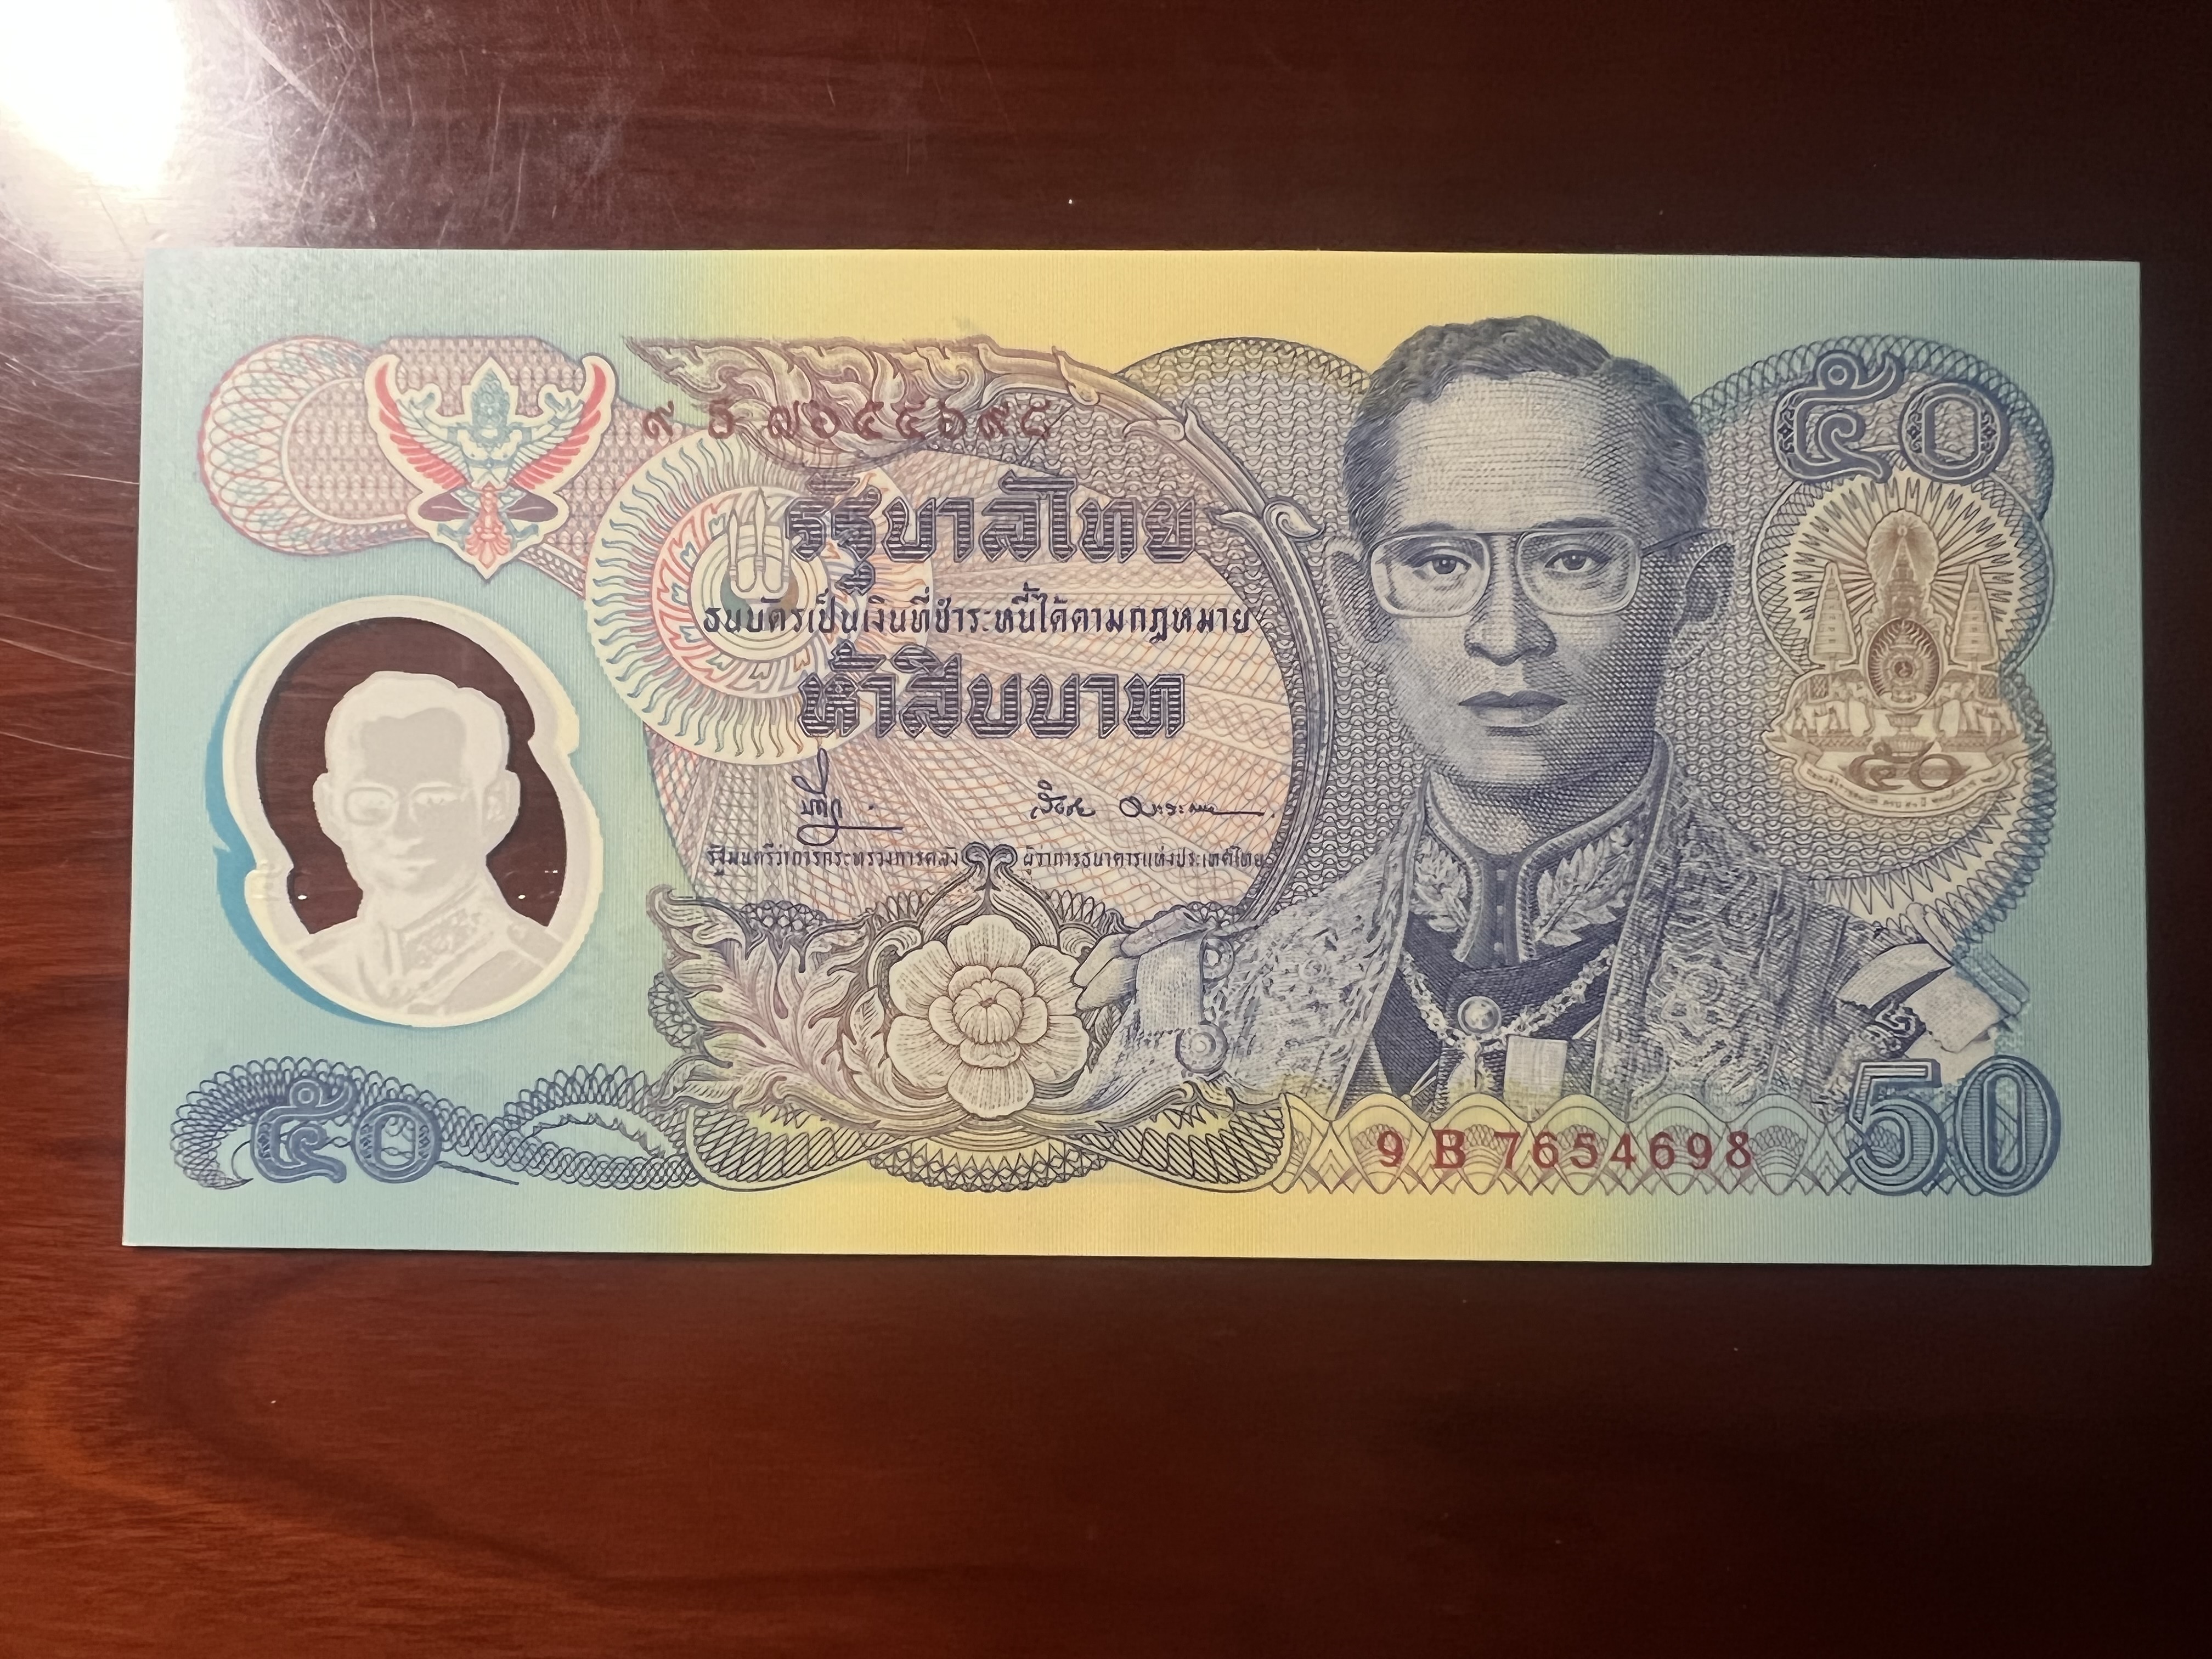 ๕๐
๙ ข ๗๖๕๔๖๙๘
รัฐบาลไทย
ธนบัตรเป็นเงินที่ชำระหนี้ได้ตามกฎหมาย
ห้าสิบบาท
รัฐมนตรีว่าการกระทรวงการคลัง ผู้ว่าการธนาคารแห่งประเทศไทย
๕๐
๕๐
9 B 7654698
50